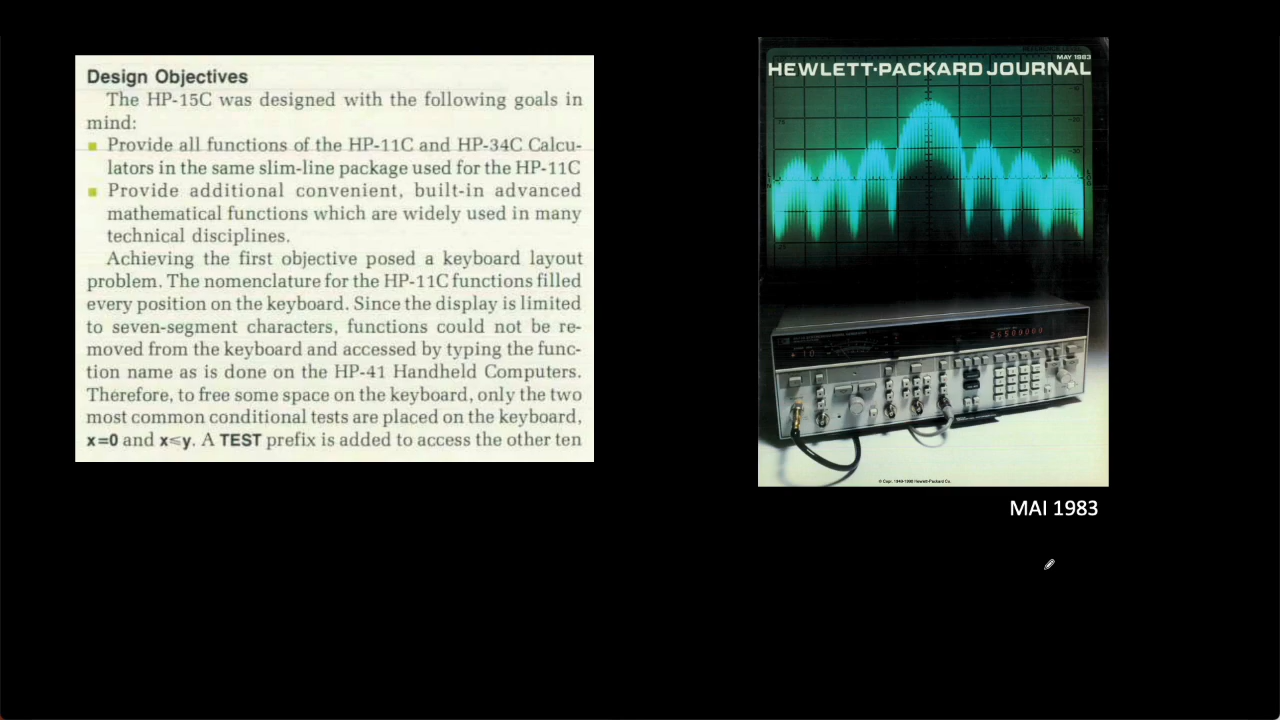 Design Objectives
The HP-15C was designed with the following goals in
mind:
Provide all functions of the HP-11C and HP-34C Calcu-
lators in the same slim-line package used for the HP-11C
Provide additional convenient, built-in advanced
mathematical functions which are widely used in many
technical disciplines.
Achieving the first objective posed a keyboard layout
problem. The nomenclature for the HP-11C functions filled
every position on the keyboard. Since the display is limited
to seven-segment characters, functions could not be re-
moved from the keyboard and accessed by typing the func-
tion name as is done on the HP-41 Handheld Computers.
Therefore, to free some space on the keyboard, only the two
most common conditional tests are placed on the keyboard,
x=0 and x≤y. A TEST prefix is added to access the other ten
MAY 1983
HEWLETT-PACKARD JOURNAL
© Copr. 1949-1998 Hewlett-Packard Co.
MAI 1983